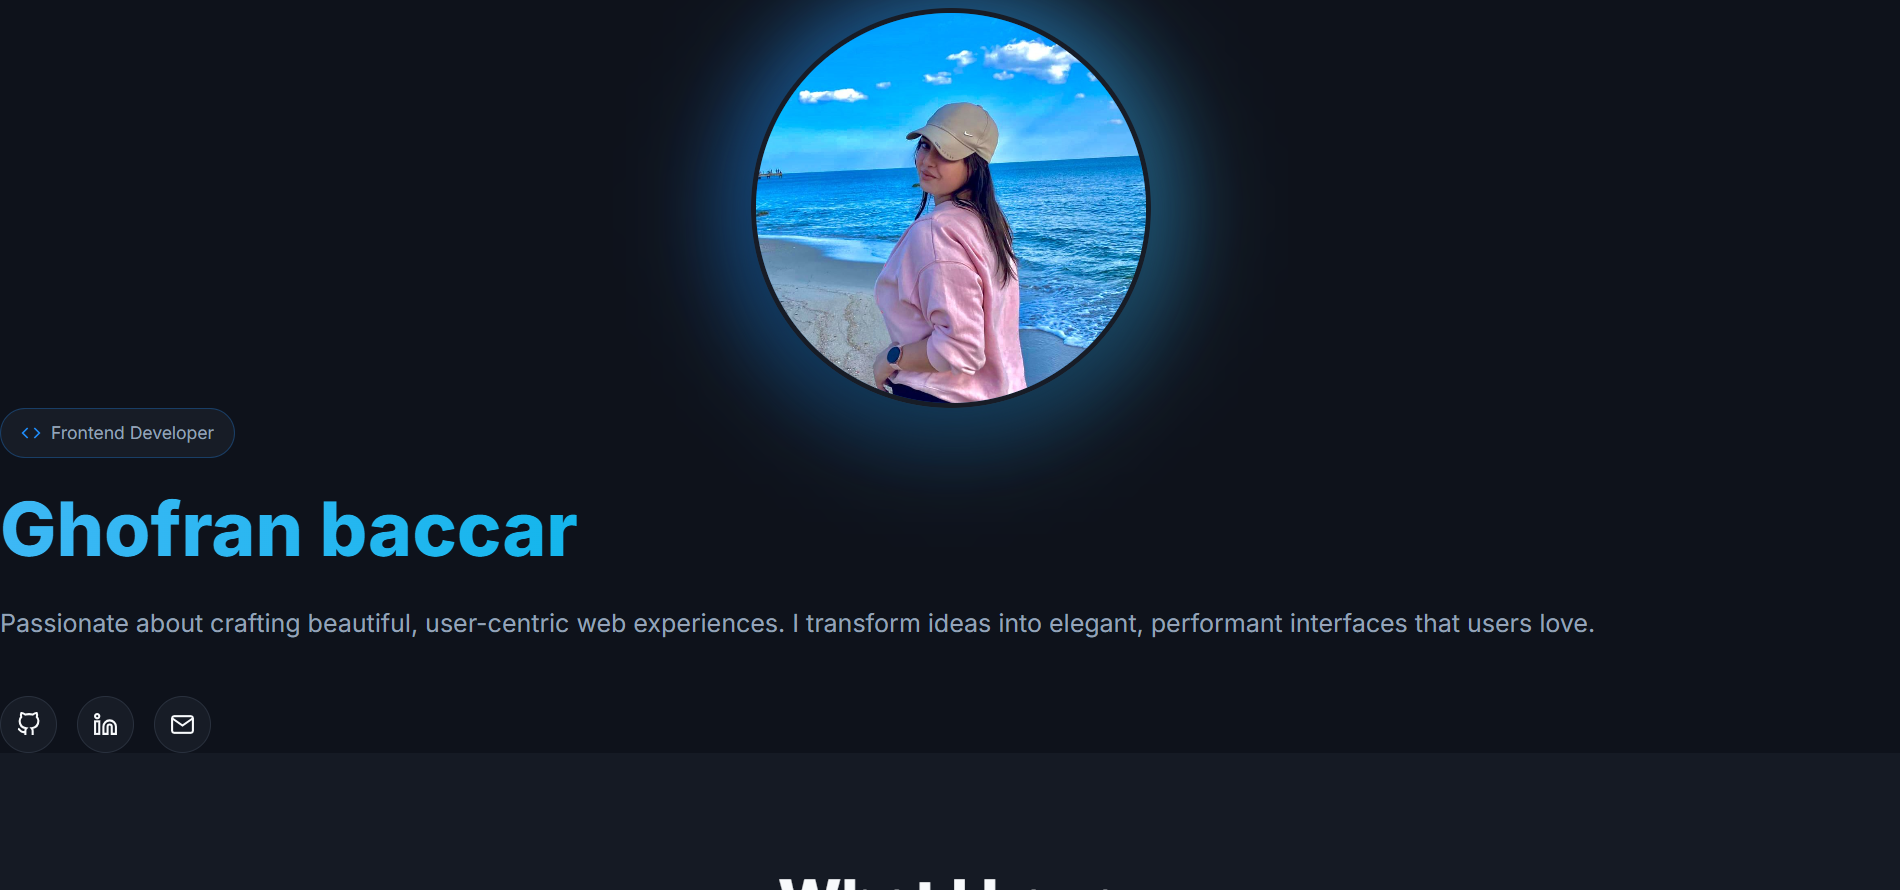 Frontend Developer
Ghofran baccar
Passionate about crafting beautiful, user-centric web experiences. I transform ideas into elegant, performant interfaces that users love.